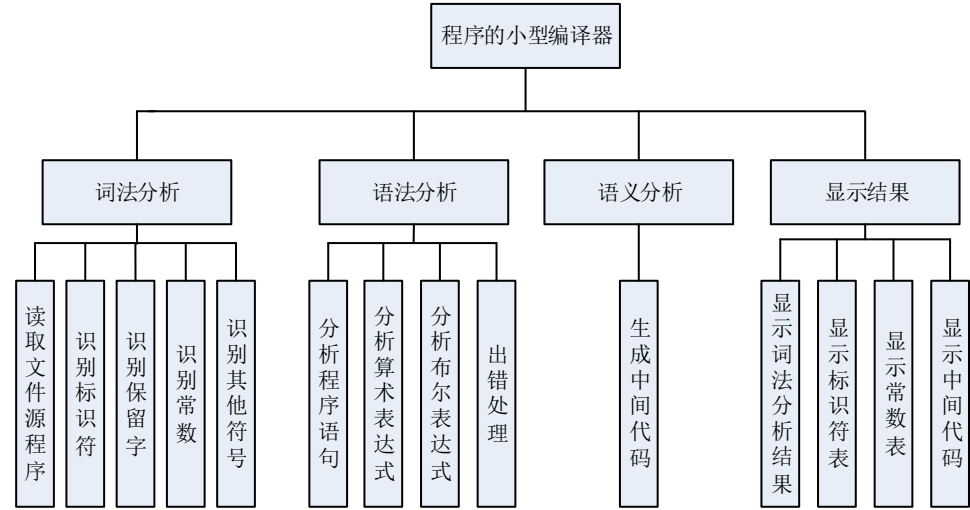 程序的小型编译器
词法分析
语法分析
语义分析
显示结果
读取文件源程序
识别标识符
识别保留字
识别常数
识别其他符号
分析程序语句
分析算术表达式
分析布尔表达式
出错处理
生成中间代码
显示词法分析结果
显示标识符表
显示常数表
显示中间代码